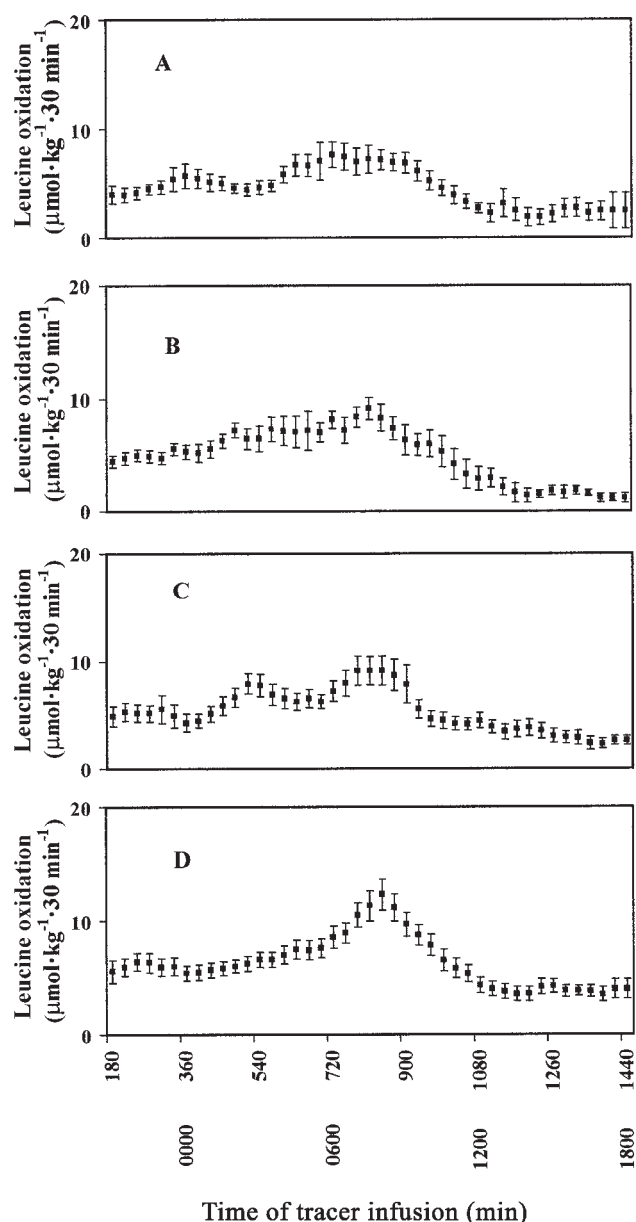 20
A
10
0
Leucine oxidation
(μmol·kg⁻¹·30 min⁻¹)
20
B
10
0
Leucine oxidation
(μmol·kg⁻¹·30 min⁻¹)
20
C
10
0
Leucine oxidation
(μmol·kg⁻¹·30 min⁻¹)
20
D
10
0
Leucine oxidation
(μmol·kg⁻¹·30 min⁻¹)
180 360 540 720 900 1080 1260 1440
0000 0600 1200 1800
Time of tracer infusion (min)